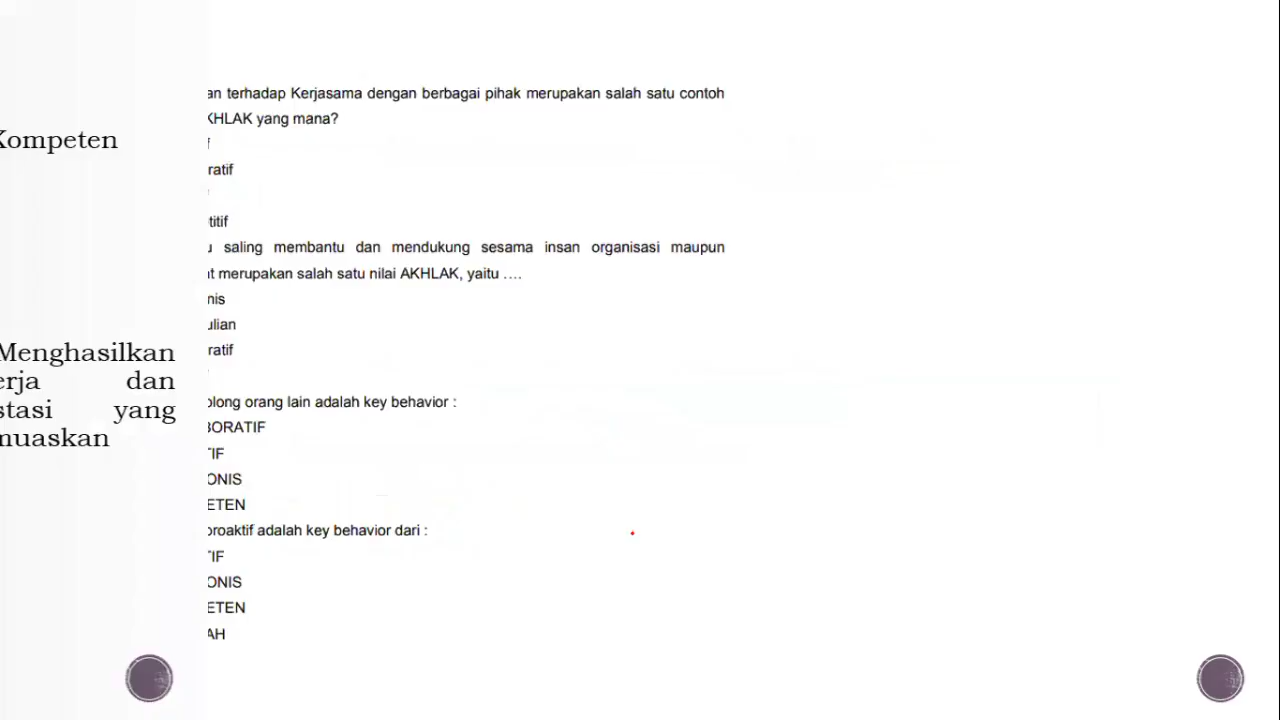 Kompeten
Menghasilkan
erja dan
stasi yang
muaskan
an terhadap Kerjasama dengan berbagai pihak merupakan salah satu contoh
KHLAK yang mana?
f
ratif
titif
u saling membantu dan mendukung sesama insan organisasi maupun
at merupakan salah satu nilai AKHLAK, yaitu ....
nis
ulian
ratif
olong orang lain adalah key behavior :
BORATIF
TIF
ONIS
ETEN
proaktif adalah key behavior dari :
TIF
ONIS
ETEN
AH